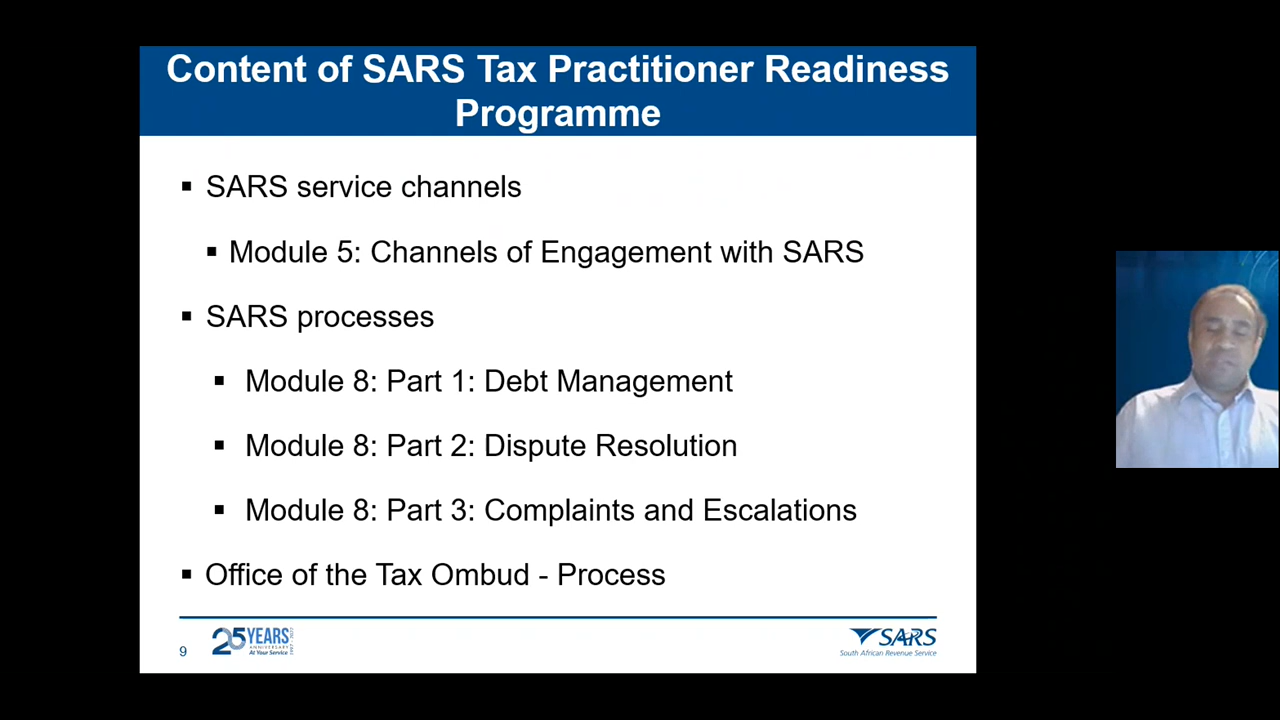 Content of SARS Tax Practitioner Readiness
Programme
▪ SARS service channels
▪ Module 5: Channels of Engagement with SARS
▪ SARS processes
▪ Module 8: Part 1: Debt Management
▪ Module 8: Part 2: Dispute Resolution
▪ Module 8: Part 3: Complaints and Escalations
▪ Office of the Tax Ombud - Process
9
25 YEARS
ANNIVERSARY
At Your Service
SARS
South African Revenue Service